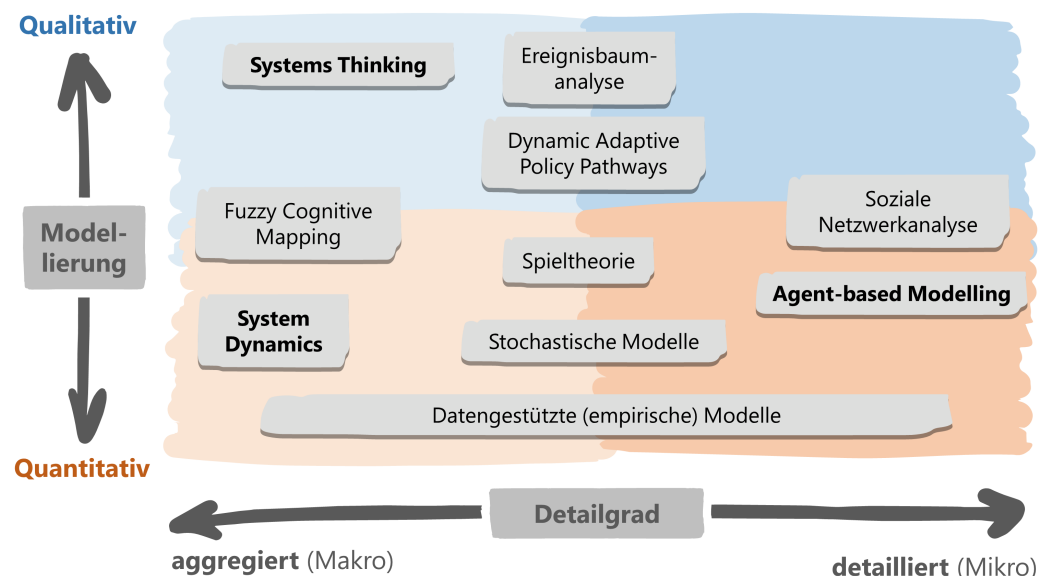 Qualitativ
Systems Thinking
Ereignisbaum-
analyse
Dynamic Adaptive
Policy Pathways
Fuzzy Cognitive
Mapping
Soziale
Netzwerkanalyse
Model-
lierung
Spieltheorie
Agent-based Modelling
System
Dynamics
Stochastische Modelle
Datengestützte (empirische) Modelle
Quantitativ
Detailgrad
aggregiert (Makro)
detailliert (Mikro)